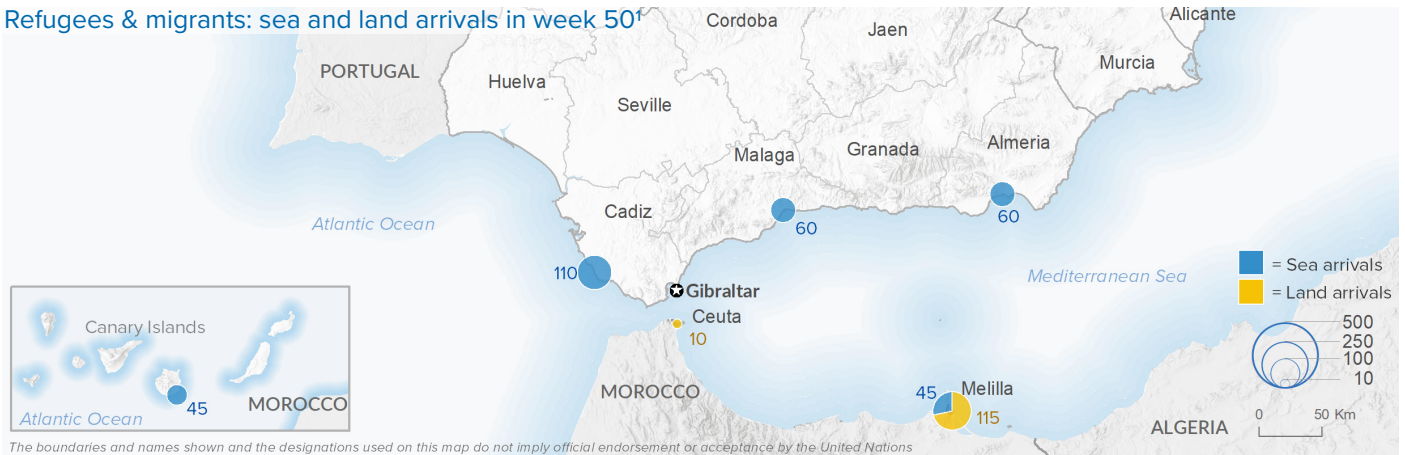 Refugees & migrants: sea and land arrivals in week 50¹
Alicante
Cordoba
Jaen
PORTUGAL
Murcia
Huelva
Seville
Almeria
Granada
Malaga
Cadiz
60
60
Atlantic Ocean
110
Mediterranean Sea
= Sea arrivals
= Land arrivals
Gibraltar
Ceuta
10
500
250
100
10
Canary Islands
45
MOROCCO
Atlantic Ocean
MOROCCO
Melilla
45
115
0 50 Km
ALGERIA
The boundaries and names shown and the designations used on this map do not imply official endorsement or acceptance by the United Nations